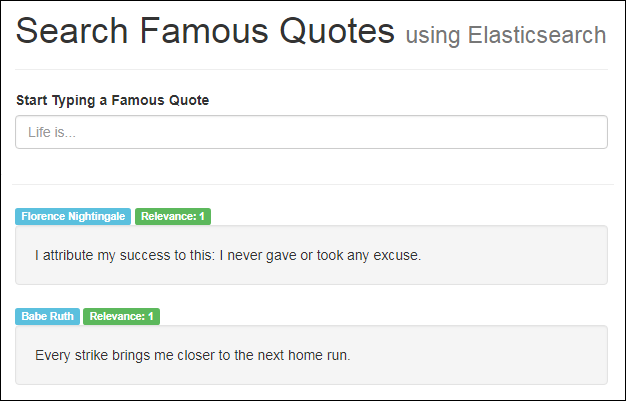 Search Famous Quotes using Elasticsearch
Start Typing a Famous Quote
Life is...
Florence Nightingale Relevance: 1
I attribute my success to this: I never gave or took any excuse.
Babe Ruth Relevance: 1
Every strike brings me closer to the next home run.